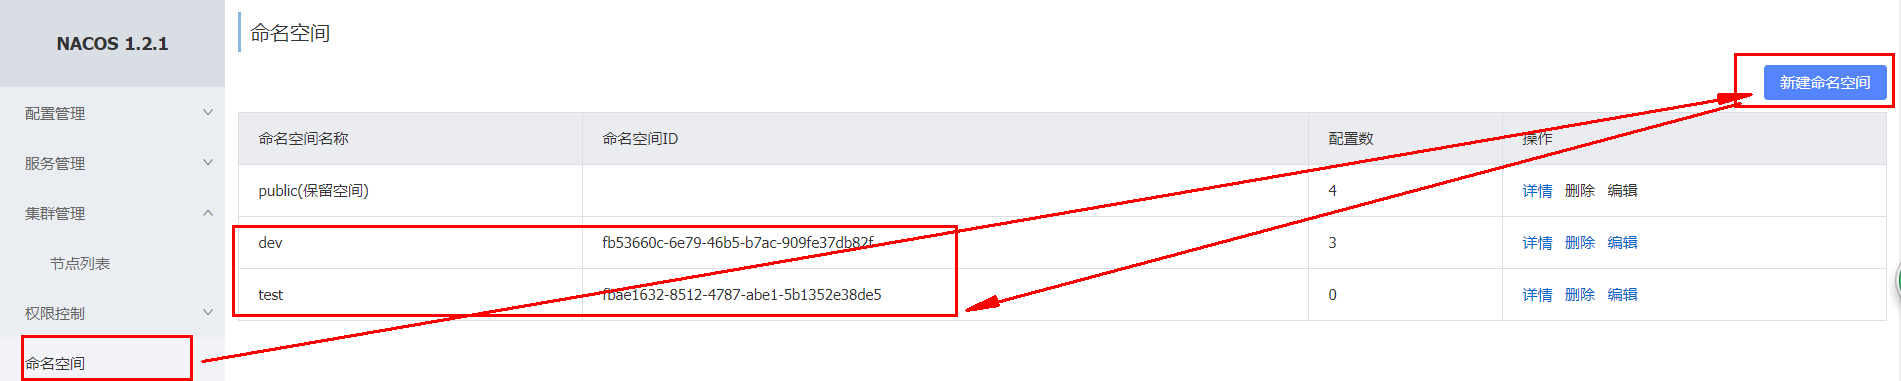 NACOS 1.2.1
配置管理
服务管理
集群管理
节点列表
权限控制
命名空间
命名空间
新建命名空间
命名空间名称 命名空间ID 配置数 操作
public(保留空间) 4 详情 删除 编辑
dev fb53660c-6e79-46b5-b7ac-909fe37db82f 3 详情 删除 编辑
test fbae1632-8512-4787-abe1-5b1352e38de5 0 详情 删除 编辑